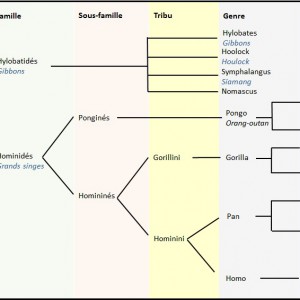 amille Sous-famille Tribu Genre
Hylobates
Gibbons
Hoolock
Houlock
Hylobatidés
Gibbons
Symphalangus
Siamang
Nomascus
Ponginés
Pongo
Orang-outan
Hominidés
Grands singes
Gorillini
Gorilla
Hominines
Pan
Hominini
Homo